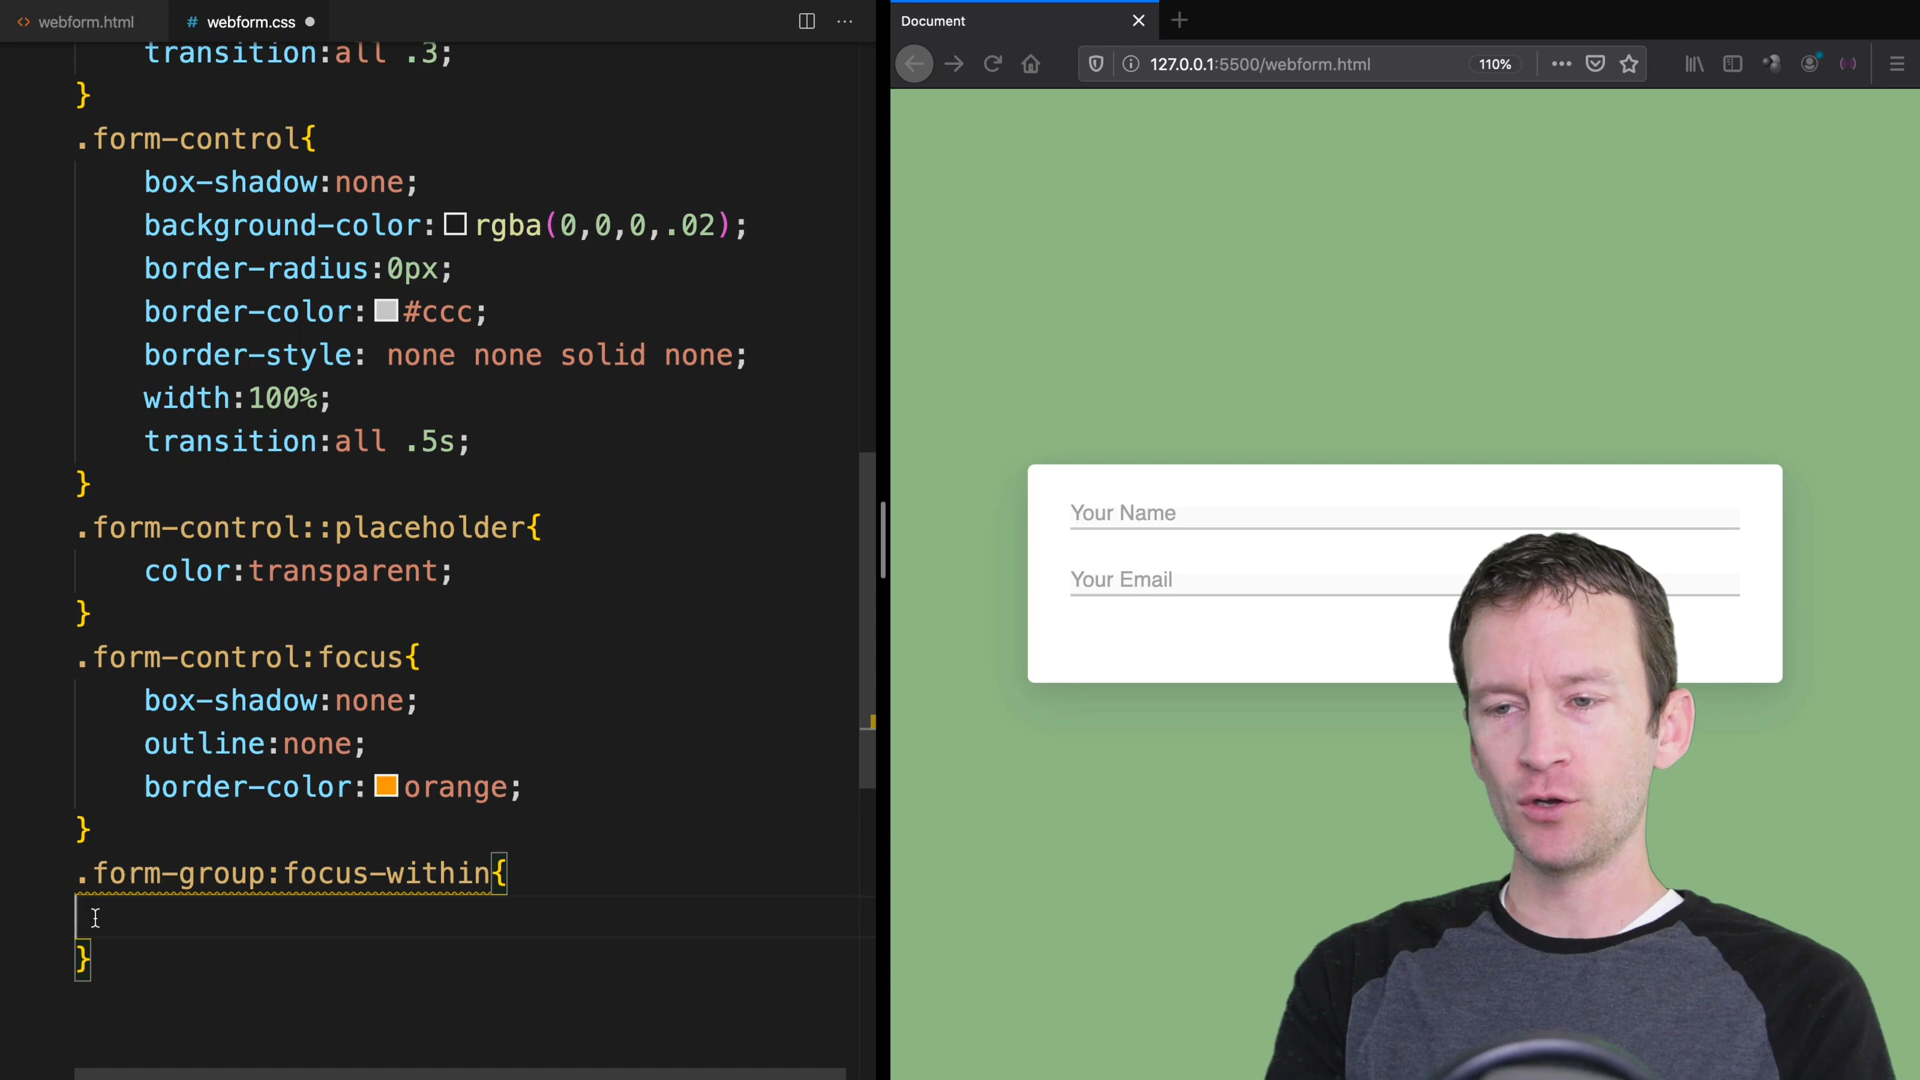 webform.html
# webform.css
transition:all .3;
}
.form-control{
box-shadow:none;
background-color:rgba(0,0,0,.02);
border-radius:0px;
border-color:#ccc;
border-style: none none solid none;
width:100%;
transition:all .5s;
}
.form-control::placeholder{
color:transparent;
}
.form-control:focus{
box-shadow:none;
outline:none;
border-color:orange;
}
.form-group:focus-within{
}
Document
127.0.0.1:5500/webform.html
110%
Your Name
Your Email